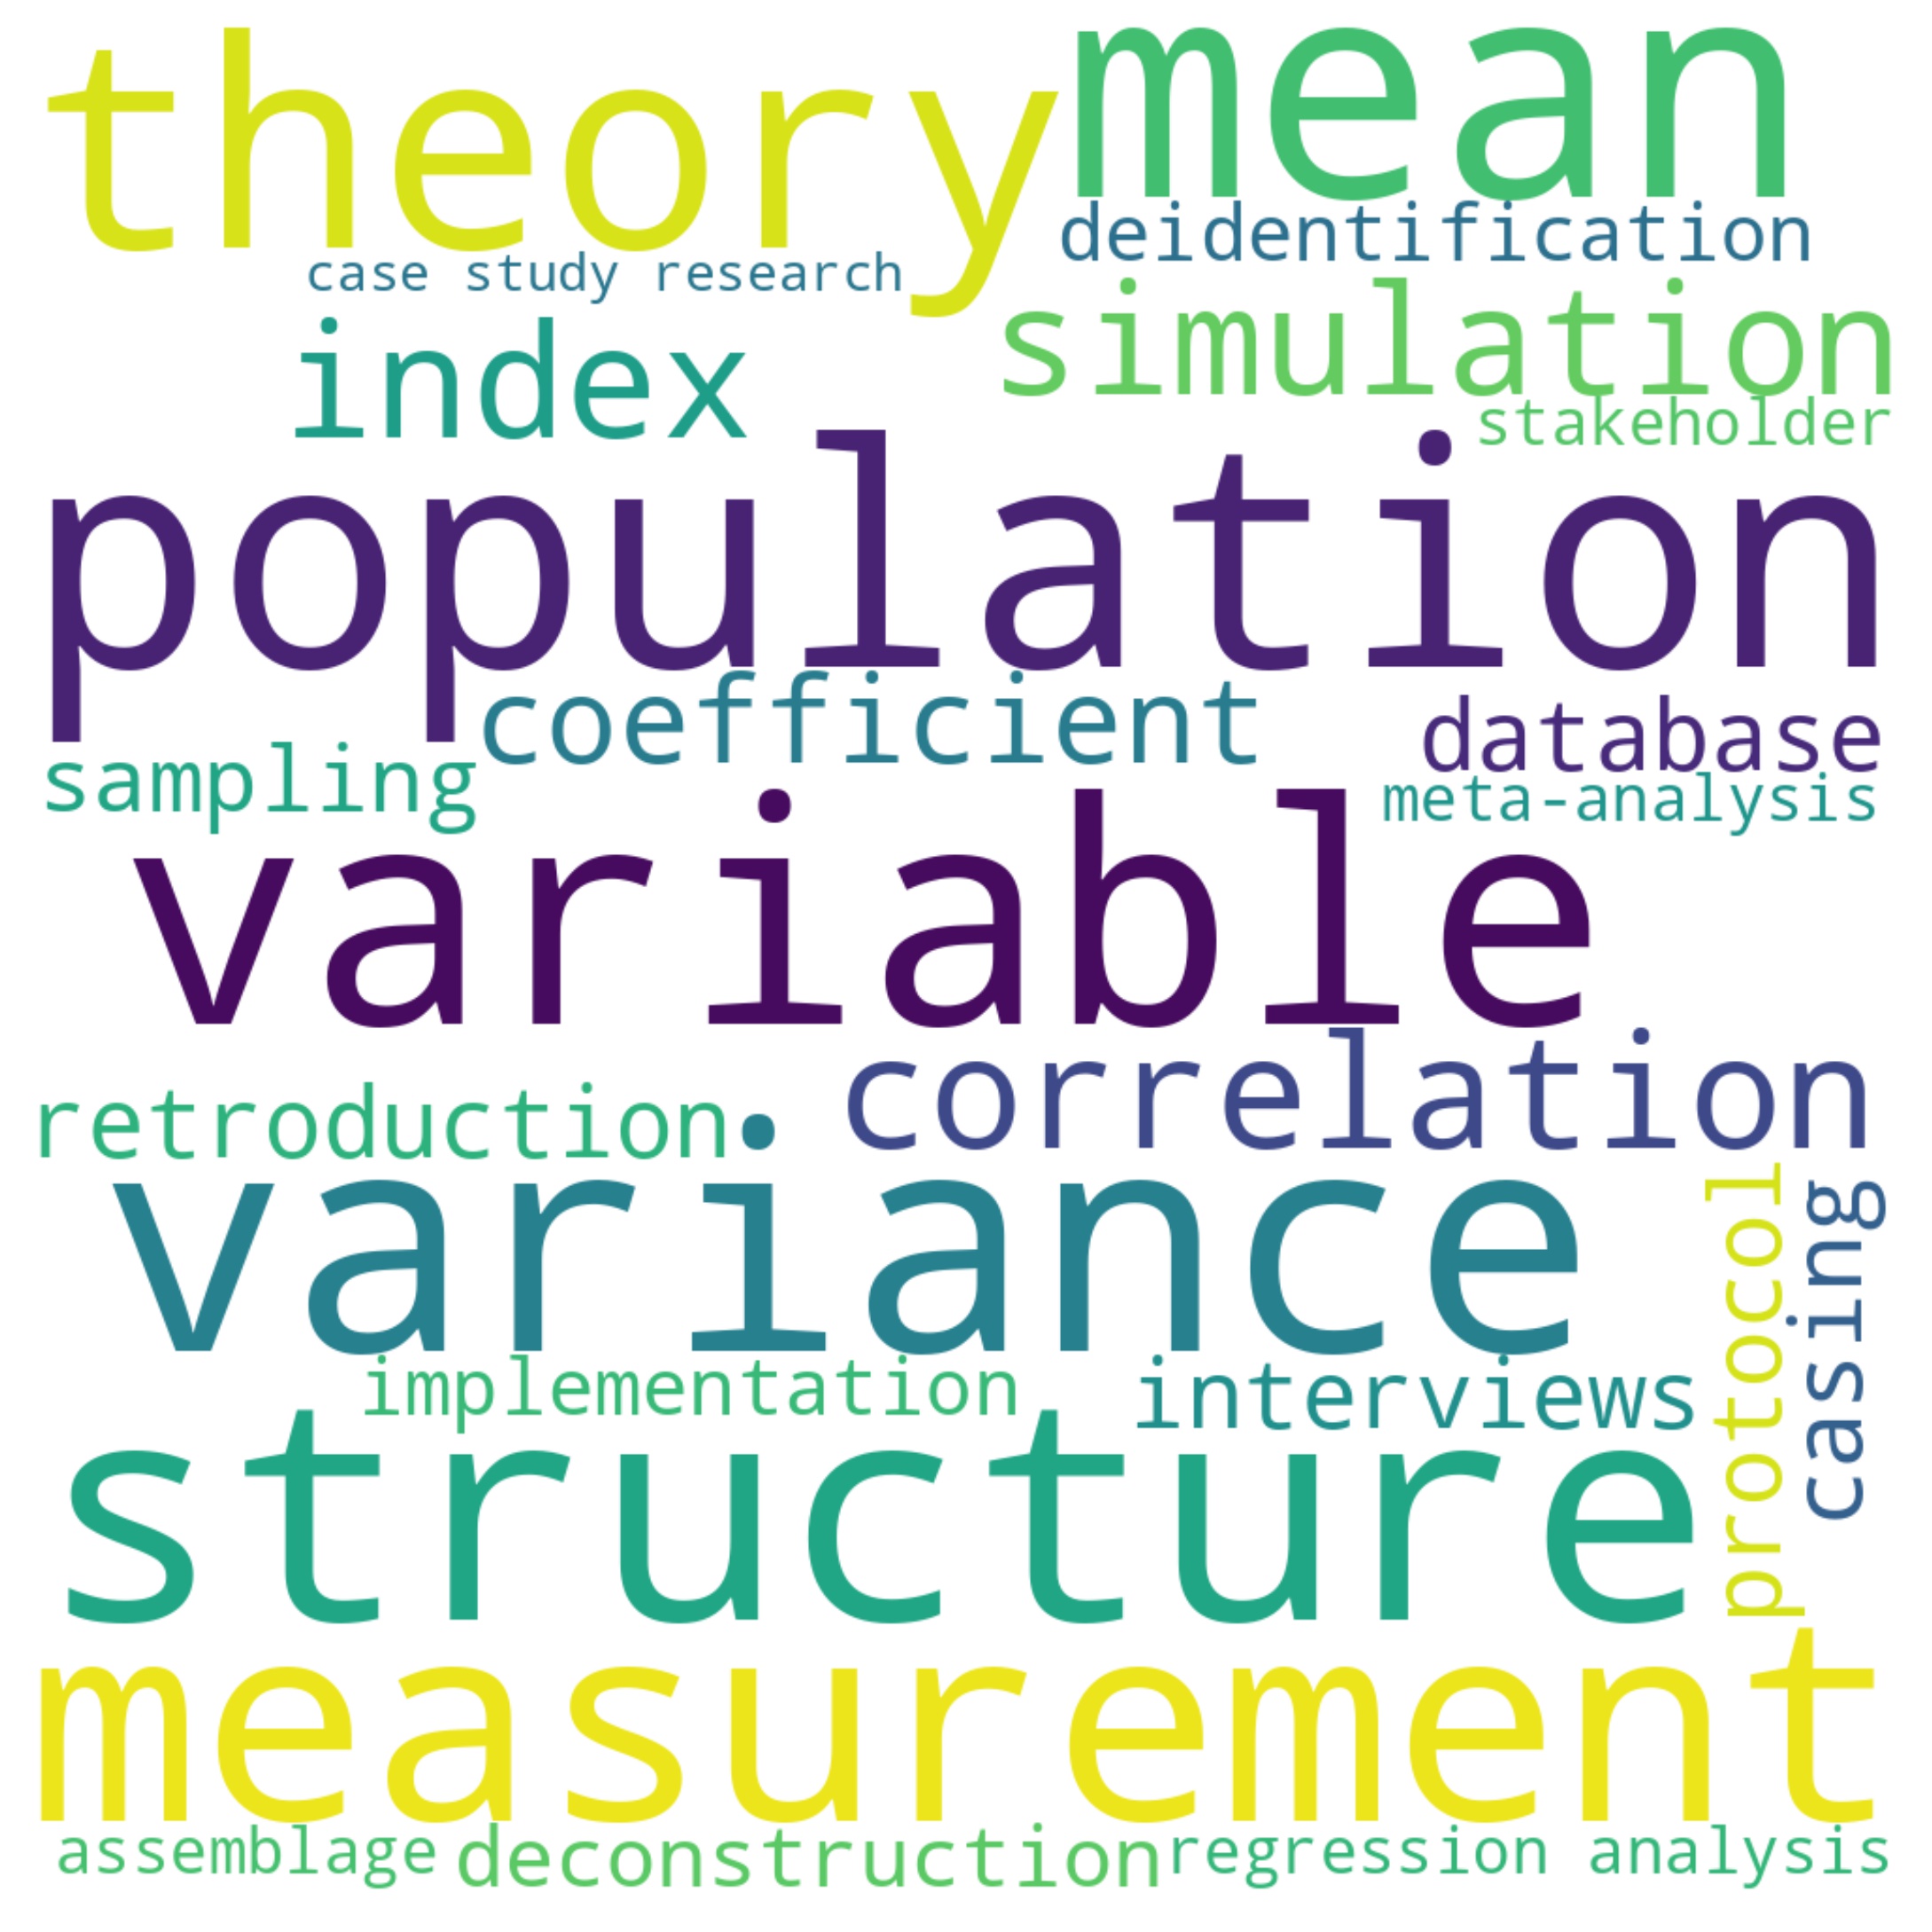 theory
mean
deidentification
case study research
simulation
index
stakeholder
population
coefficient
database
sampling
meta-analysis
variable
correlation
retroduction
variance
protocol
casing
implementation
interviews
structure
measurement
assemblage
deconstruction
regression analysis